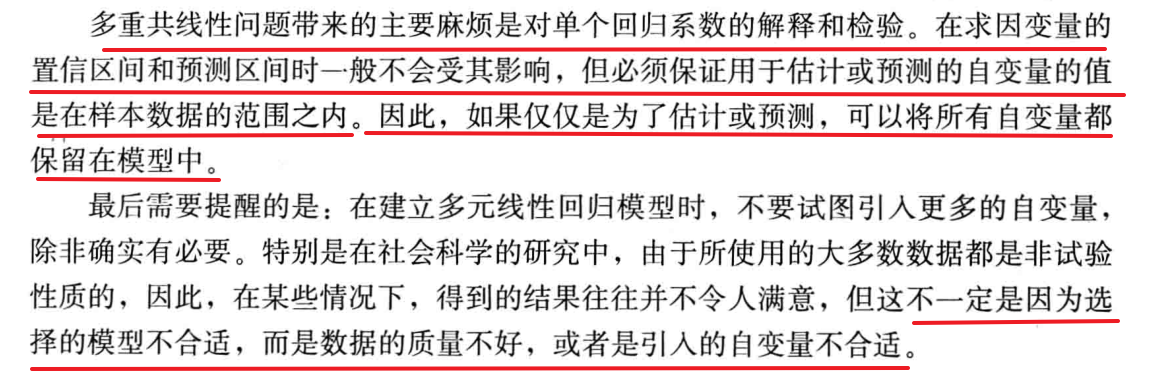 多重共线性问题带来的主要麻烦是对单个回归系数的解释和检验。在求因变量的
置信区间和预测区间时一般不会受其影响，但必须保证用于估计或预测的自变量的值
是在样本数据的范围之内。因此，如果仅仅是为了估计或预测，可以将所有自变量都
保留在模型中。
最后需要提醒的是：在建立多元线性回归模型时，不要试图引入更多的自变量，
除非确实有必要。特别是在社会科学的研究中，由于所使用的大多数数据都是非试验
性质的，因此，在某些情况下，得到的结果往往并不令人满意，但这不一定是因为选
择的模型不合适，而是数据的质量不好，或者是引入的自变量不合适。